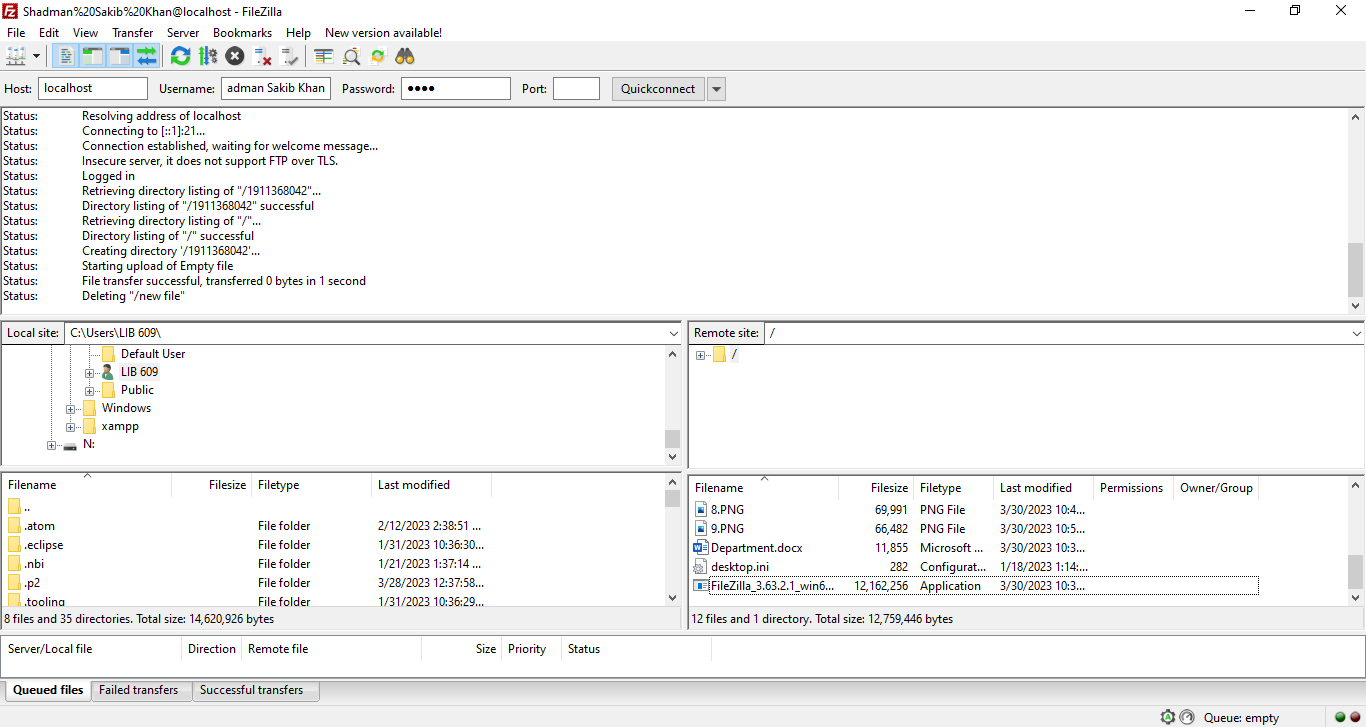 Shadman%20Sakib%20Khan@localhost - FileZilla
File Edit View Transfer Server Bookmarks Help New version available!
Host: localhost Username: adman Sakib Khan Password: ●●●● Port: Quickconnect
Status: Resolving address of localhost
Status: Connecting to [::1]:21...
Status: Connection established, waiting for welcome message...
Status: Insecure server, it does not support FTP over TLS.
Status: Logged in
Status: Retrieving directory listing of "/1911368042"...
Status: Directory listing of "/1911368042" successful
Status: Retrieving directory listing of "/"...
Status: Directory listing of "/" successful
Status: Creating directory '/1911368042'...
Status: Starting upload of Empty file
Status: File transfer successful, transferred 0 bytes in 1 second
Status: Deleting "/new file"
Local site: C:\Users\LIB 609\
Default User
LIB 609
Public
Windows
xampp
N:
Filename Filesize Filetype Last modified
..
.atom File folder 2/12/2023 2:38:51 ...
.eclipse File folder 1/31/2023 10:36:30...
.nbi File folder 1/21/2023 1:37:14 ...
.p2 File folder 3/28/2023 12:37:58...
.tooling File folder 1/31/2023 10:36:29...
8 files and 35 directories. Total size: 14,620,926 bytes
Remote site: /
/
Filename Filesize Filetype Last modified Permissions Owner/Group
8.PNG 69,991 PNG File 3/30/2023 10:4...
9.PNG 66,482 PNG File 3/30/2023 10:5...
Department.docx 11,855 Microsoft ... 3/30/2023 10:3...
desktop.ini 282 Configurat... 1/18/2023 1:14:...
FileZilla_3.63.2.1_win6... 12,162,256 Application 3/30/2023 10:3...
12 files and 1 directory. Total size: 12,759,446 bytes
Server/Local file Direction Remote file Size Priority Status
Queued files Failed transfers Successful transfers
Queue: empty